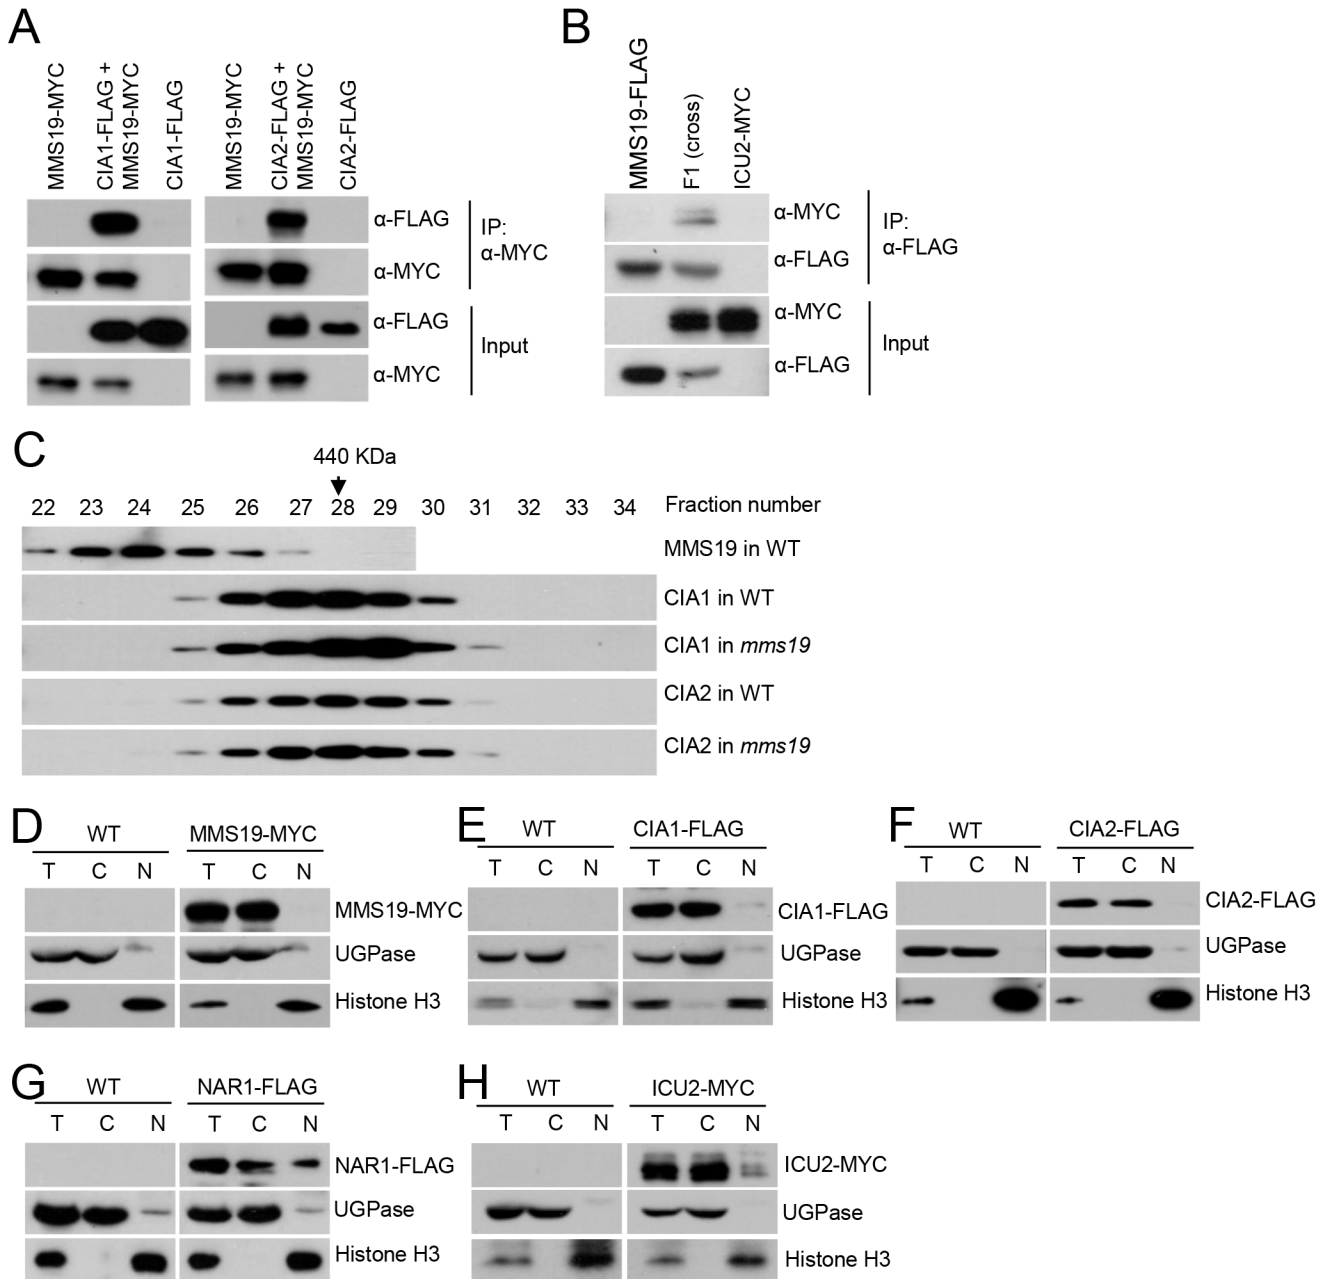 A
MMS19-MYC
CIA1-FLAG +
MMS19-MYC
CIA1-FLAG
MMS19-MYC
CIA2-FLAG +
MMS19-MYC
CIA2-FLAG
α-FLAG
α-MYC
IP:
α-MYC
α-FLAG
α-MYC
Input
B
MMS19-FLAG
F1 (cross)
ICU2-MYC
α-MYC
α-FLAG
IP:
α-FLAG
α-MYC
α-FLAG
Input
C
440 KDa
22 23 24 25 26 27 28 29 30 31 32 33 34 Fraction number
MMS19 in WT
CIA1 in WT
CIA1 in mms19
CIA2 in WT
CIA2 in mms19
D
WT MMS19-MYC
T C N T C N
MMS19-MYC
UGPase
Histone H3
E
WT CIA1-FLAG
T C N T C N
CIA1-FLAG
UGPase
Histone H3
F
WT CIA2-FLAG
T C N T C N
CIA2-FLAG
UGPase
Histone H3
G
WT NAR1-FLAG
T C N T C N
NAR1-FLAG
UGPase
Histone H3
H
WT ICU2-MYC
T C N T C N
ICU2-MYC
UGPase
Histone H3